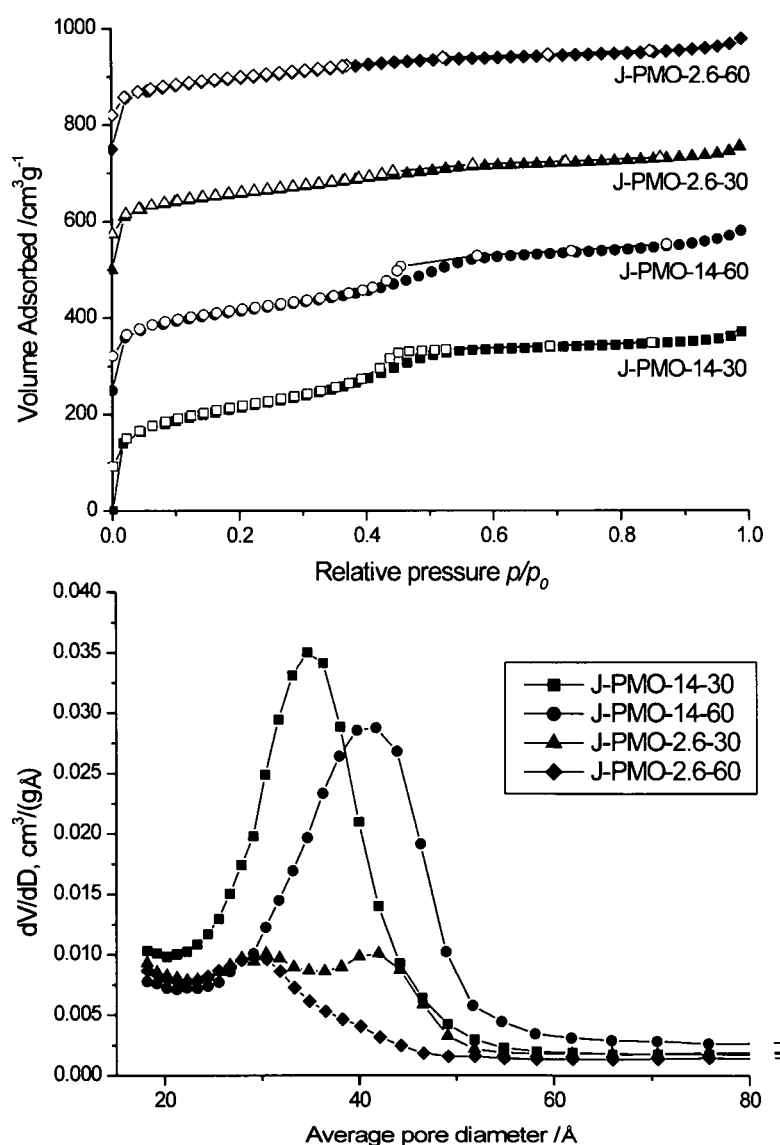 1000
800
600
400
200
0
Volume Adsorbed /cm³g⁻¹
J-PMO-2.6-60
J-PMO-2.6-30
J-PMO-14-60
J-PMO-14-30
0.0 0.2 0.4 0.6 0.8 1.0
Relative pressure p/p₀
0.040
0.035
0.030
0.025
0.020
0.015
0.010
0.005
0.000
dV/dD, cm³/(gÅ)
J-PMO-14-30
J-PMO-14-60
J-PMO-2.6-30
J-PMO-2.6-60
20 40 60 80
Average pore diameter /Å